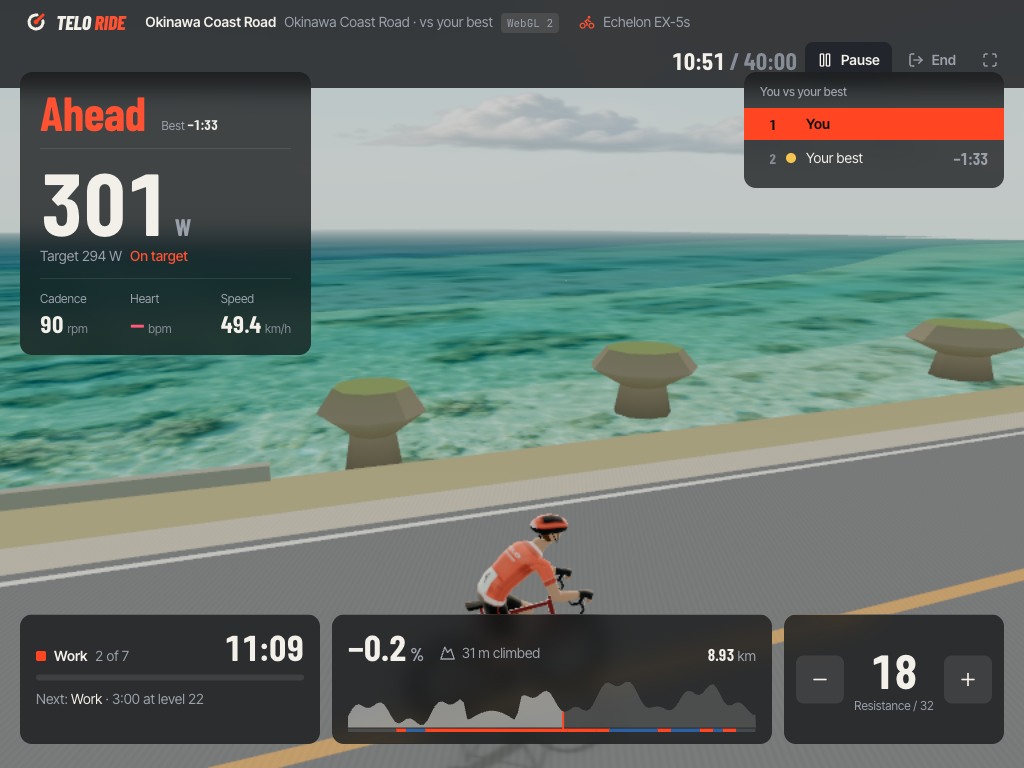 TELO RIDE Okinawa Coast Road Okinawa Coast Road · vs your best WebGL 2 Echelon EX-5s
10:51 / 40:00 Pause End
Ahead Best −1:33
301 W
Target 294 W On target
Cadence Heart Speed
90 rpm — bpm 49.4 km/h
You vs your best
1 You
2 Your best −1:33
Work 2 of 7 11:09
Next: Work · 3:00 at level 22
−0.2 % 31 m climbed 8.93 km
− 18 +
Resistance / 32